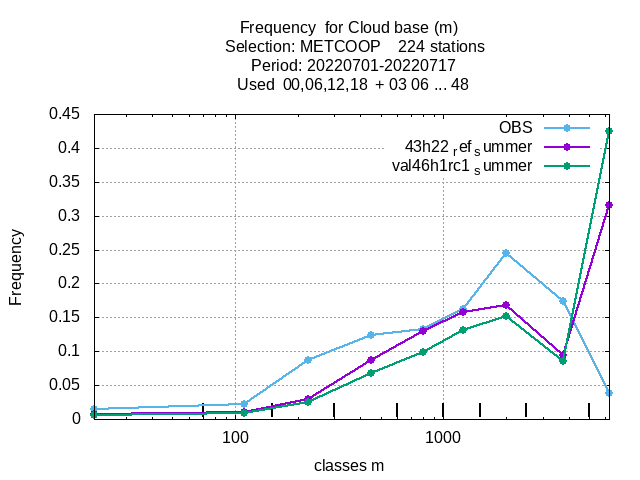 Frequency  for Cloud base (m)
Selection: METCOOP    224 stations
Period: 20220701-20220717
Used  00,06,12,18  + 03 06 ... 48
0.45
0.4
0.35
0.3
0.25
0.2
0.15
0.1
0.05
0
Frequency
OBS
43h22_ref_summer
val46h1rc1_summer
100
1000
classes m